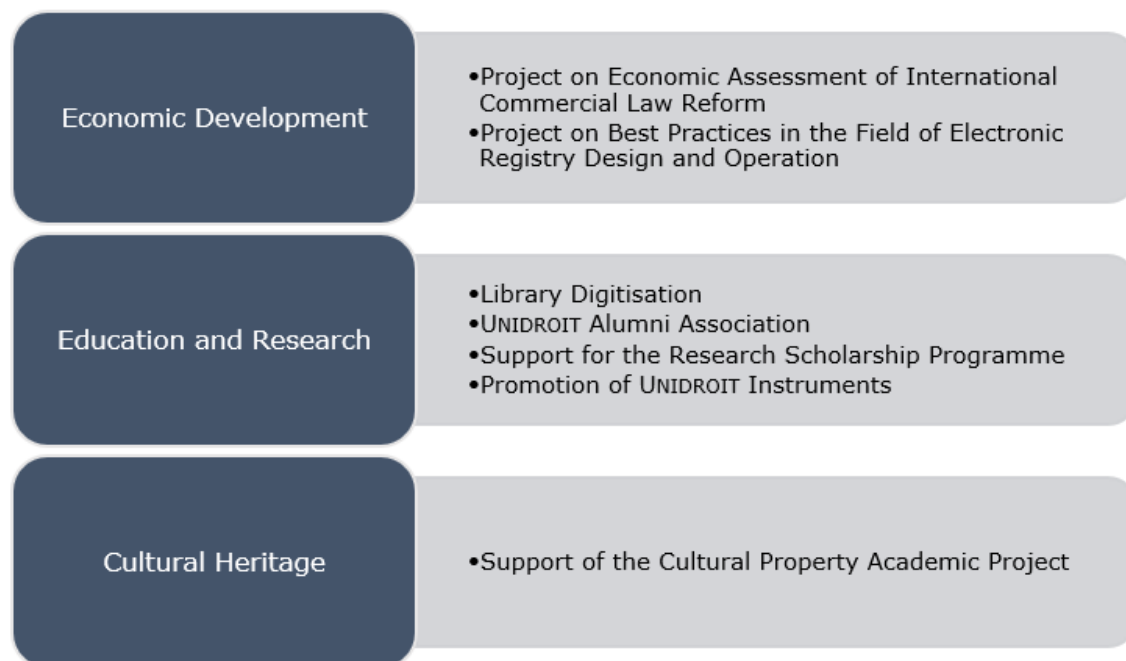 Economic Development
•Project on Economic Assessment of International
Commercial Law Reform
•Project on Best Practices in the Field of Electronic
Registry Design and Operation
Education and Research
•Library Digitisation
•UNIDROIT Alumni Association
•Support for the Research Scholarship Programme
•Promotion of UNIDROIT Instruments
Cultural Heritage
•Support of the Cultural Property Academic Project